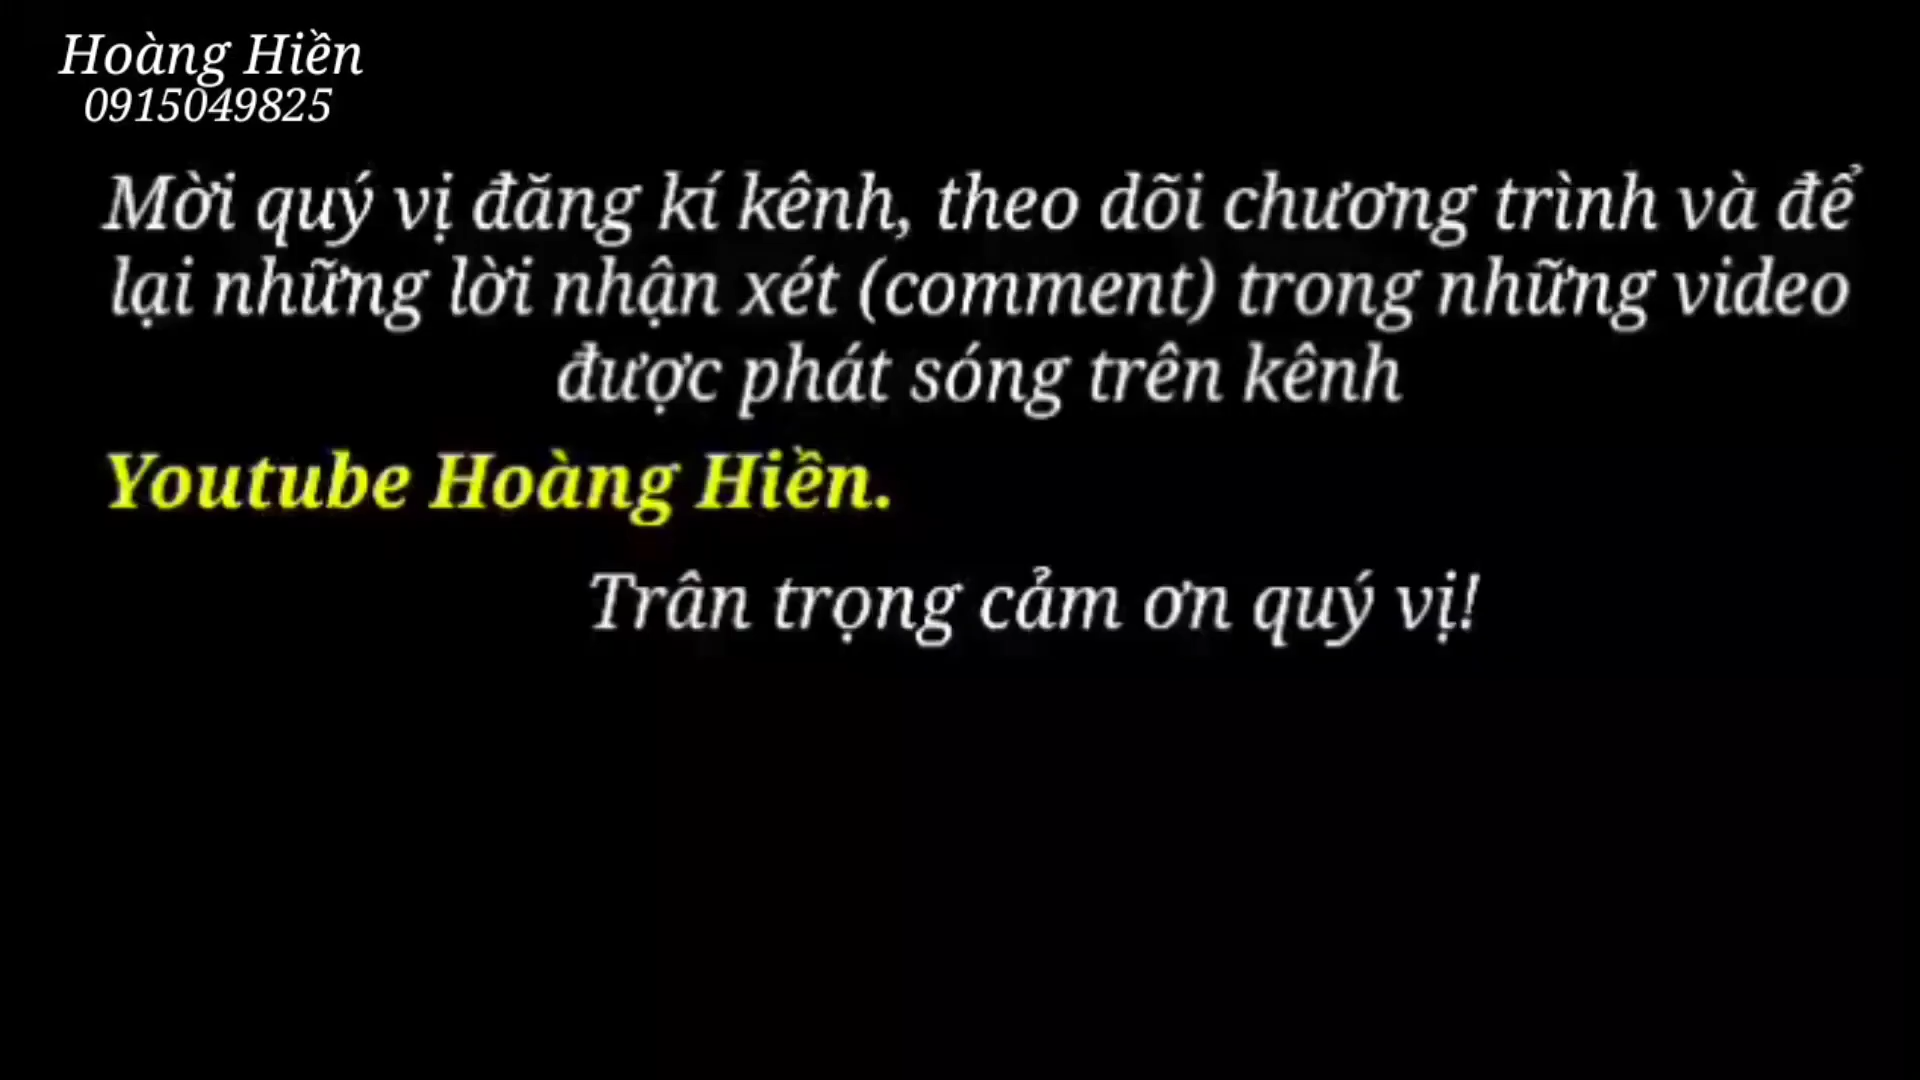 Hoàng Hiền
0915049825
Mời quý vị đăng kí kênh, theo dõi chương trình và để
lại những lời nhận xét (comment) trong những video
được phát sóng trên kênh
Youtube Hoàng Hiền.
Trân trọng cảm ơn quý vị!